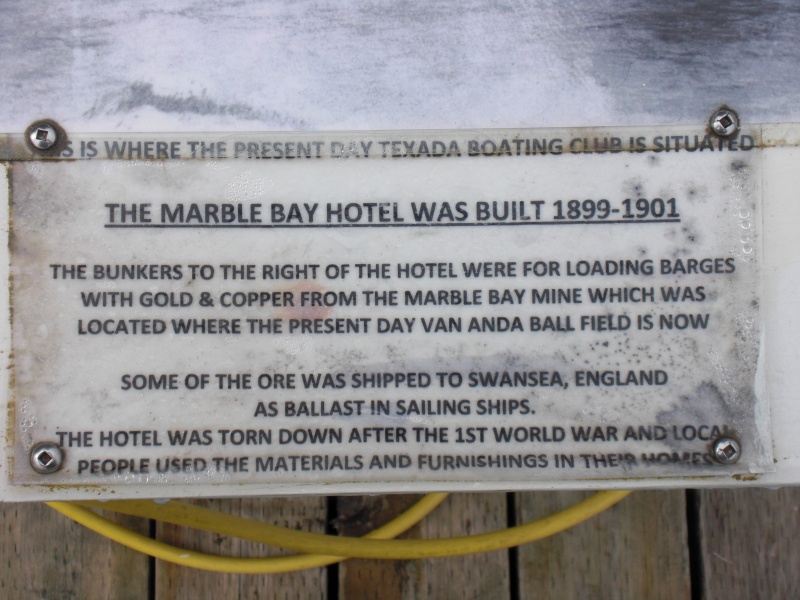 IS WHERE THE PRESENT DAY TEXADA BOATING CLUB IS SITUATED
THE MARBLE BAY HOTEL WAS BUILT 1899-1901
THE BUNKERS TO THE RIGHT OF THE HOTEL WERE FOR LOADING BARGES
WITH GOLD & COPPER FROM THE MARBLE BAY MINE WHICH WAS
LOCATED WHERE THE PRESENT DAY VAN ANDA BALL FIELD IS NOW
SOME OF THE ORE WAS SHIPPED TO SWANSEA, ENGLAND
AS BALLAST IN SAILING SHIPS.
THE HOTEL WAS TORN DOWN AFTER THE 1ST WORLD WAR AND LOCAL
PEOPLE USED THE MATERIALS AND FURNISHINGS IN THEIR HOMES